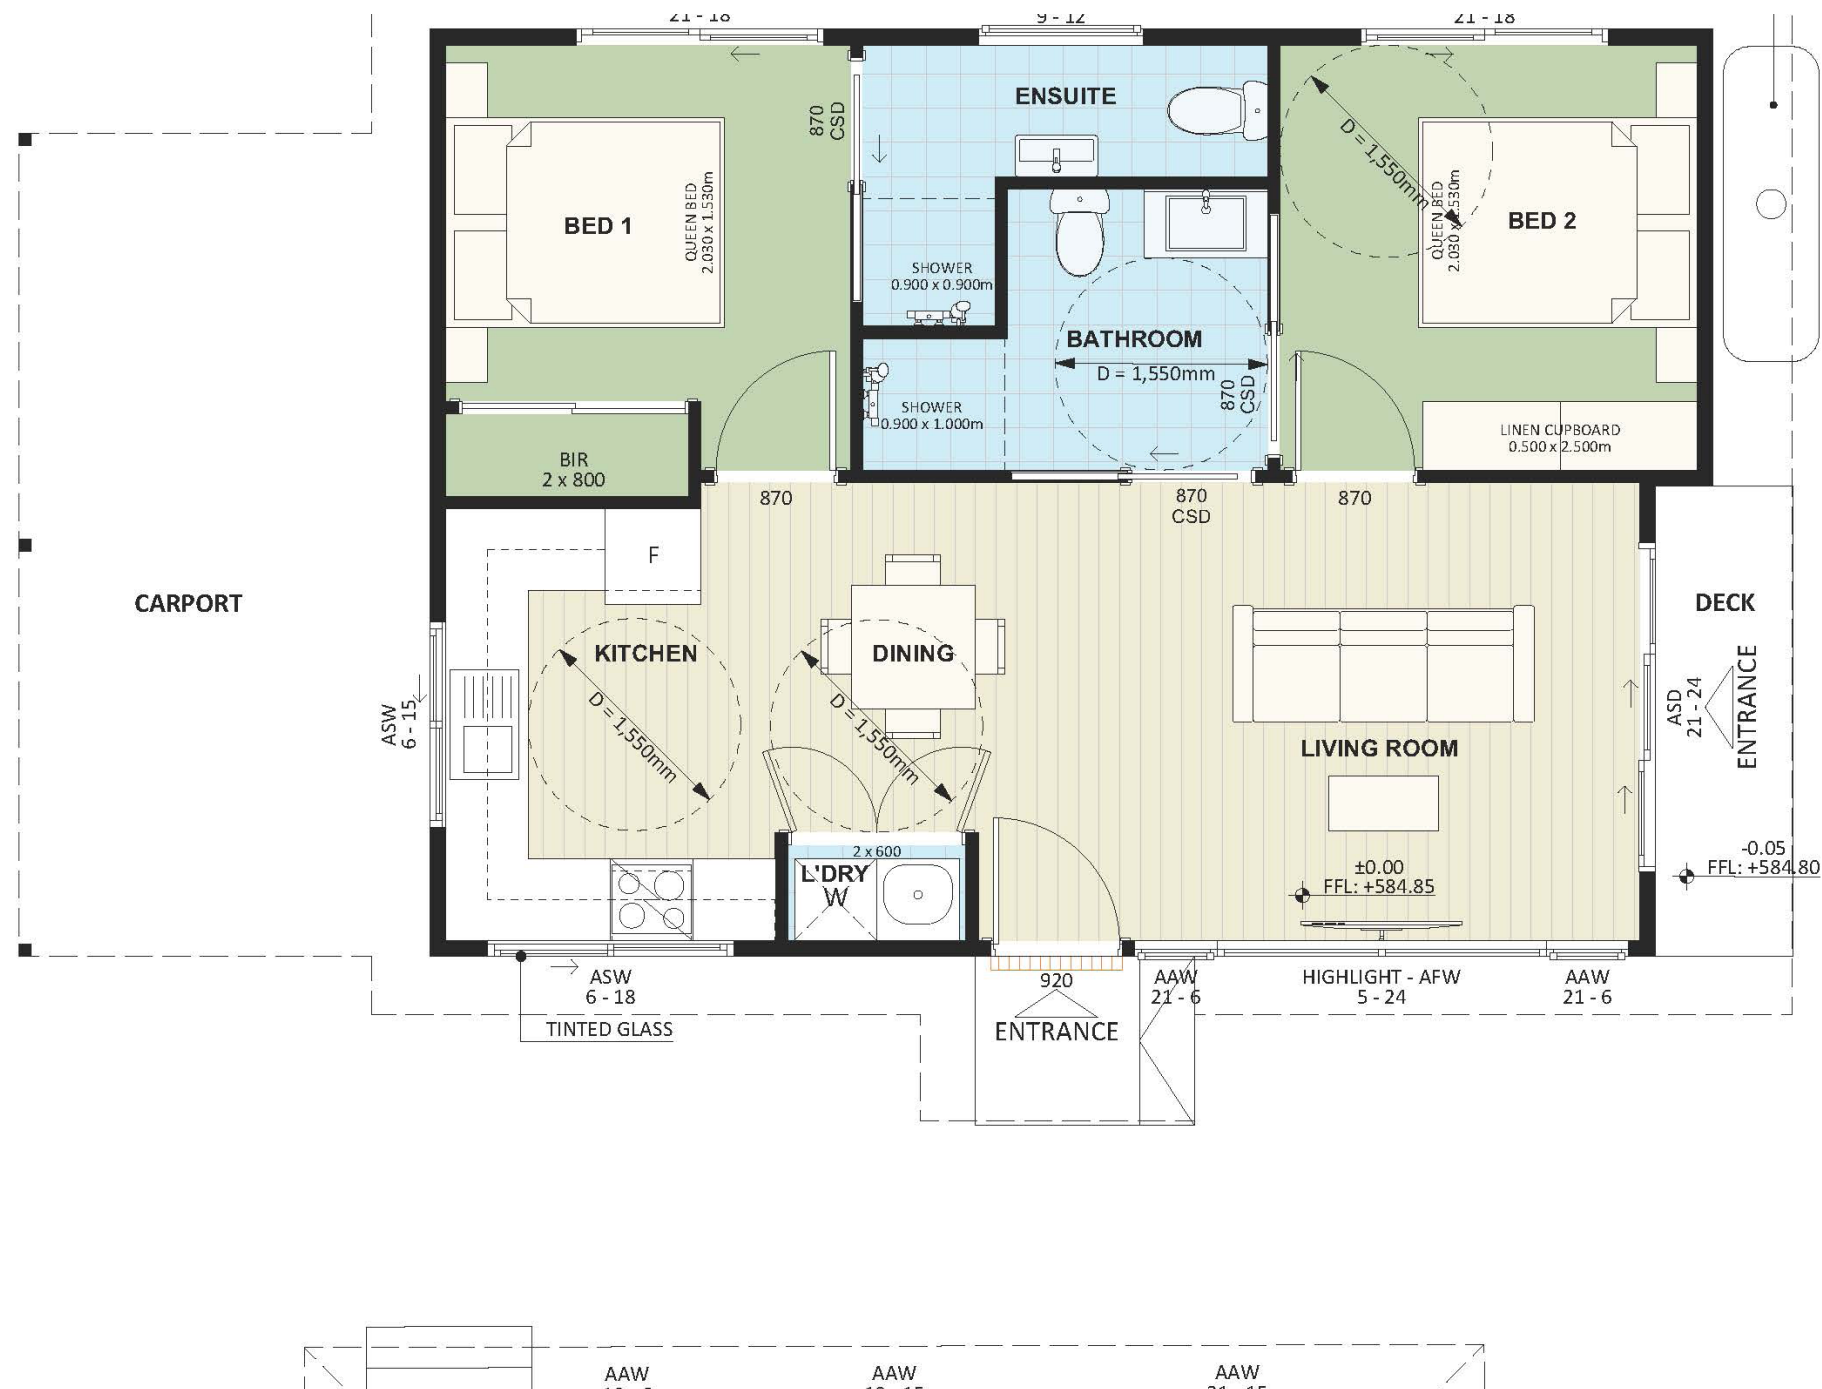 21 - 18
9 - 12
21 - 18
ENSUITE
870
CSD
D = 1,550mm
QUEEN BED
2.030 x 1.530m
BED 1
QUEEN BED
2.030 x 1.530m
BED 2
SHOWER
0.900 x 0.900m
BATHROOM
D = 1,550mm
870
CSD
SHOWER
0.900 x 1.000m
LINEN CUPBOARD
0.500 x 2.500m
BIR
2 x 800
870
870
CSD
870
F
CARPORT
DECK
KITCHEN
D = 1,550mm
DINING
D = 1,550mm
LIVING ROOM
ASW
6 - 15
ASD
21 - 24
ENTRANCE
2 x 600
L'DRY
W
±0.00
FFL: +584.85
-0.05
FFL: +584.80
ASW
6 - 18
TINTED GLASS
920
ENTRANCE
AAW
21 - 6
HIGHLIGHT - AFW
5 - 24
AAW
21 - 6
AAW
AAW
AAW